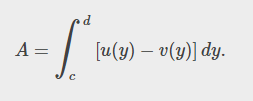 A = ∫_c^d [u(y) – v(y)] dy.